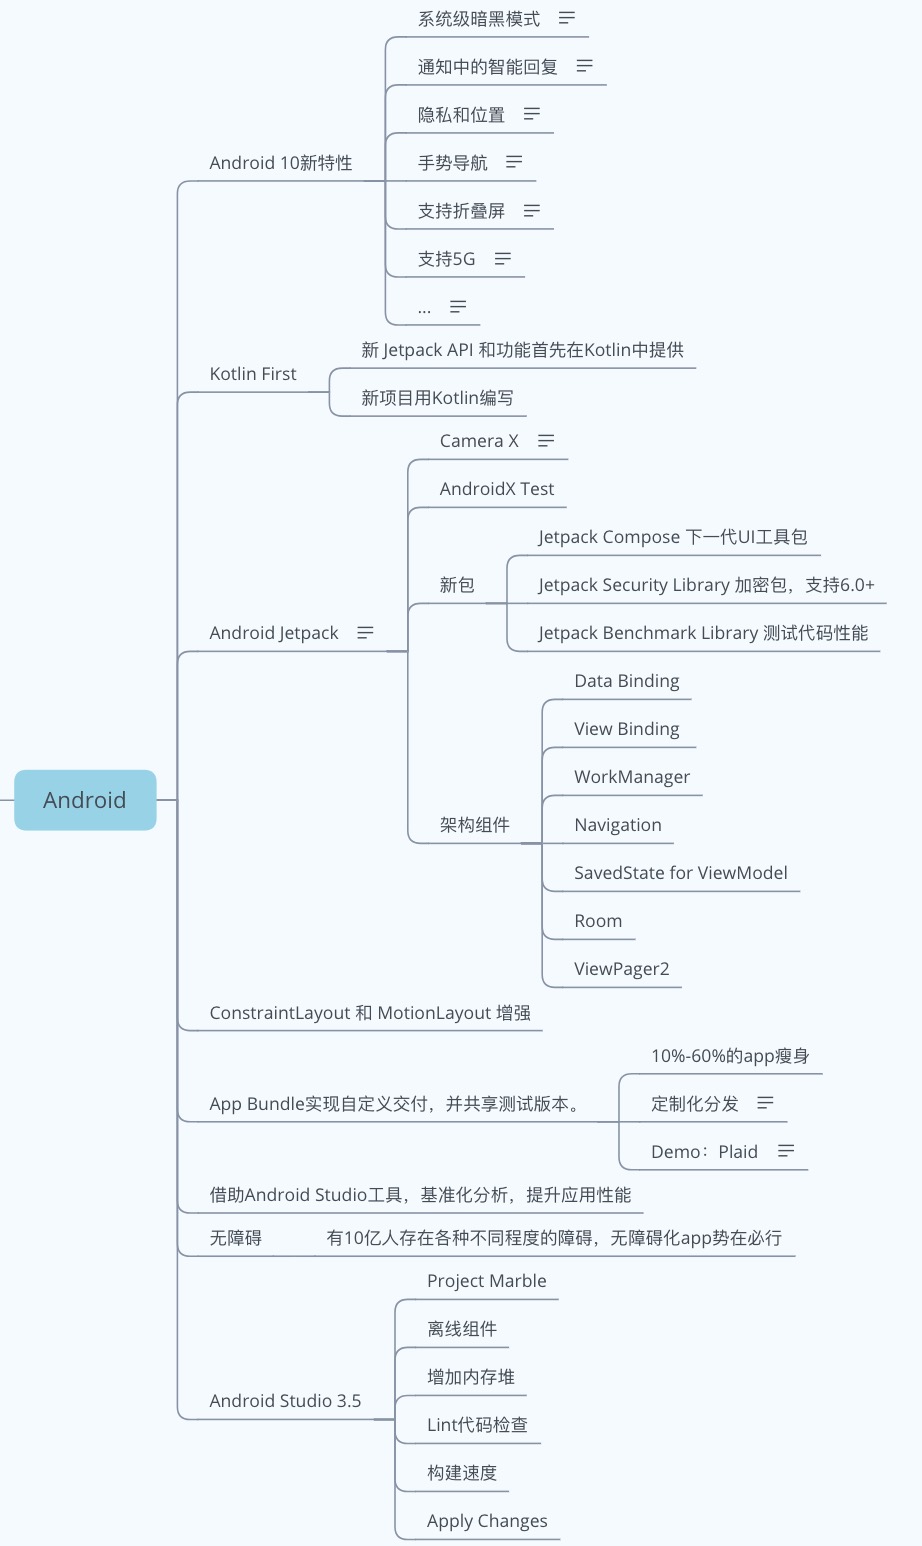 系统级暗黑模式
通知中的智能回复
隐私和位置
Android 10新特性
手势导航
支持折叠屏
支持5G
...
新 Jetpack API 和功能首先在Kotlin中提供
Kotlin First
新项目用Kotlin编写
Camera X
AndroidX Test
Jetpack Compose 下一代UI工具包
新包
Jetpack Security Library 加密包，支持6.0+
Android Jetpack
Jetpack Benchmark Library 测试代码性能
Data Binding
View Binding
WorkManager
Android
架构组件
Navigation
SavedState for ViewModel
Room
ViewPager2
ConstraintLayout 和 MotionLayout 增强
10%-60%的app瘦身
App Bundle实现自定义交付，并共享测试版本。
定制化分发
Demo：Plaid
借助Android Studio工具，基准化分析，提升应用性能
无障碍
有10亿人存在各种不同程度的障碍，无障碍化app势在必行
Project Marble
离线组件
增加内存堆
Android Studio 3.5
Lint代码检查
构建速度
Apply Changes